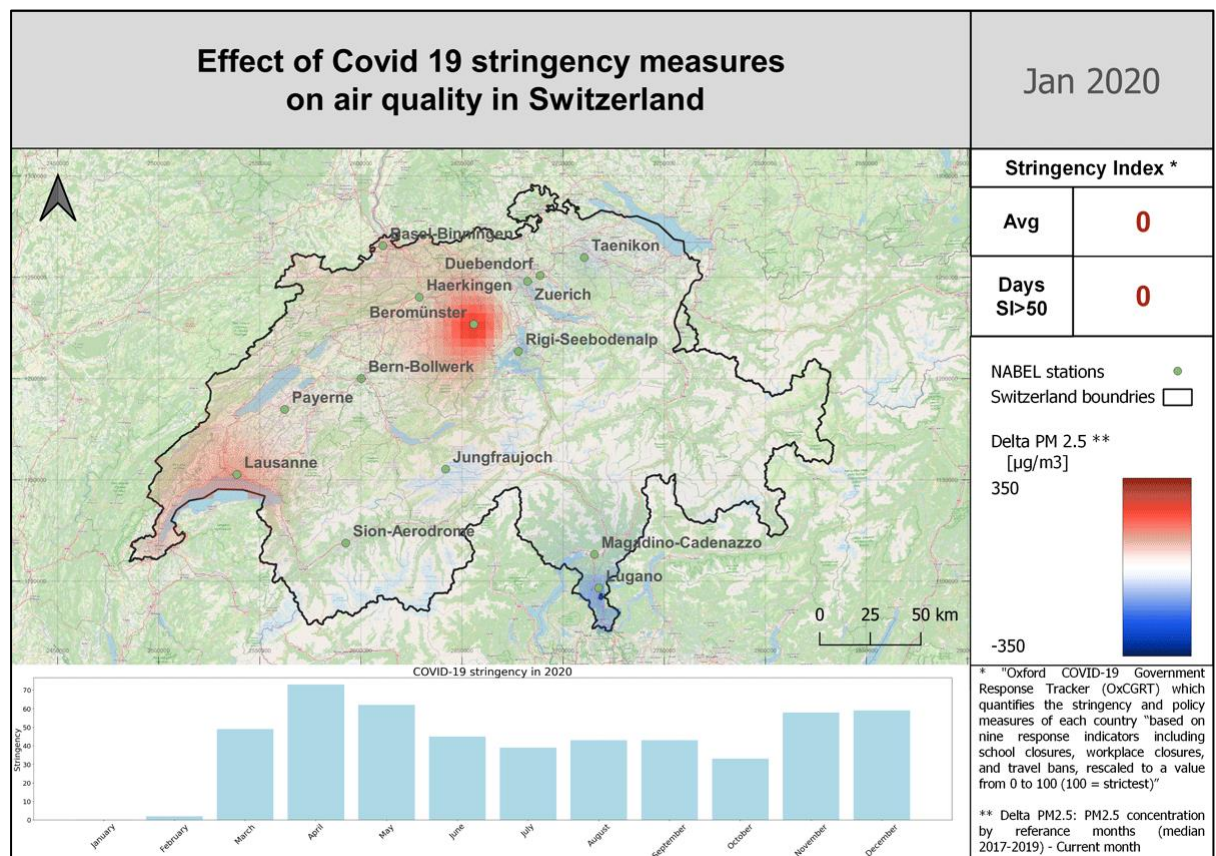 Effect of Covid 19 stringency measures
on air quality in Switzerland
Jan 2020
Stringency Index *
Avg
0
Days
SI>50
0
Basel-Binningen
Taenikon
Duebendorf
Haerkingen
Zuerich
Beromünster
Rigi-Seebodenalp
Bern-Bollwerk
Payerne
Lausanne
Jungfraujoch
Sion-Aerodrome
Magadino-Cadenazzo
Lugano
0 25 50 km
NABEL stations
Switzerland boundries
Delta PM 2.5 **
[µg/m3]
350
-350
COVID-19 stringency in 2020
Stringency
70
60
50
40
30
20
10
0
January
February
March
April
May
June
July
August
September
October
November
December
* "Oxford COVID-19 Government
Response Tracker (OxCGRT) which
quantifies the stringency and policy
measures of each country “based on
nine response indicators including
school closures, workplace closures,
and travel bans, rescaled to a value
from 0 to 100 (100 = strictest)”
** Delta PM2.5: PM2.5 concentration
by referance months (median
2017-2019) - Current month